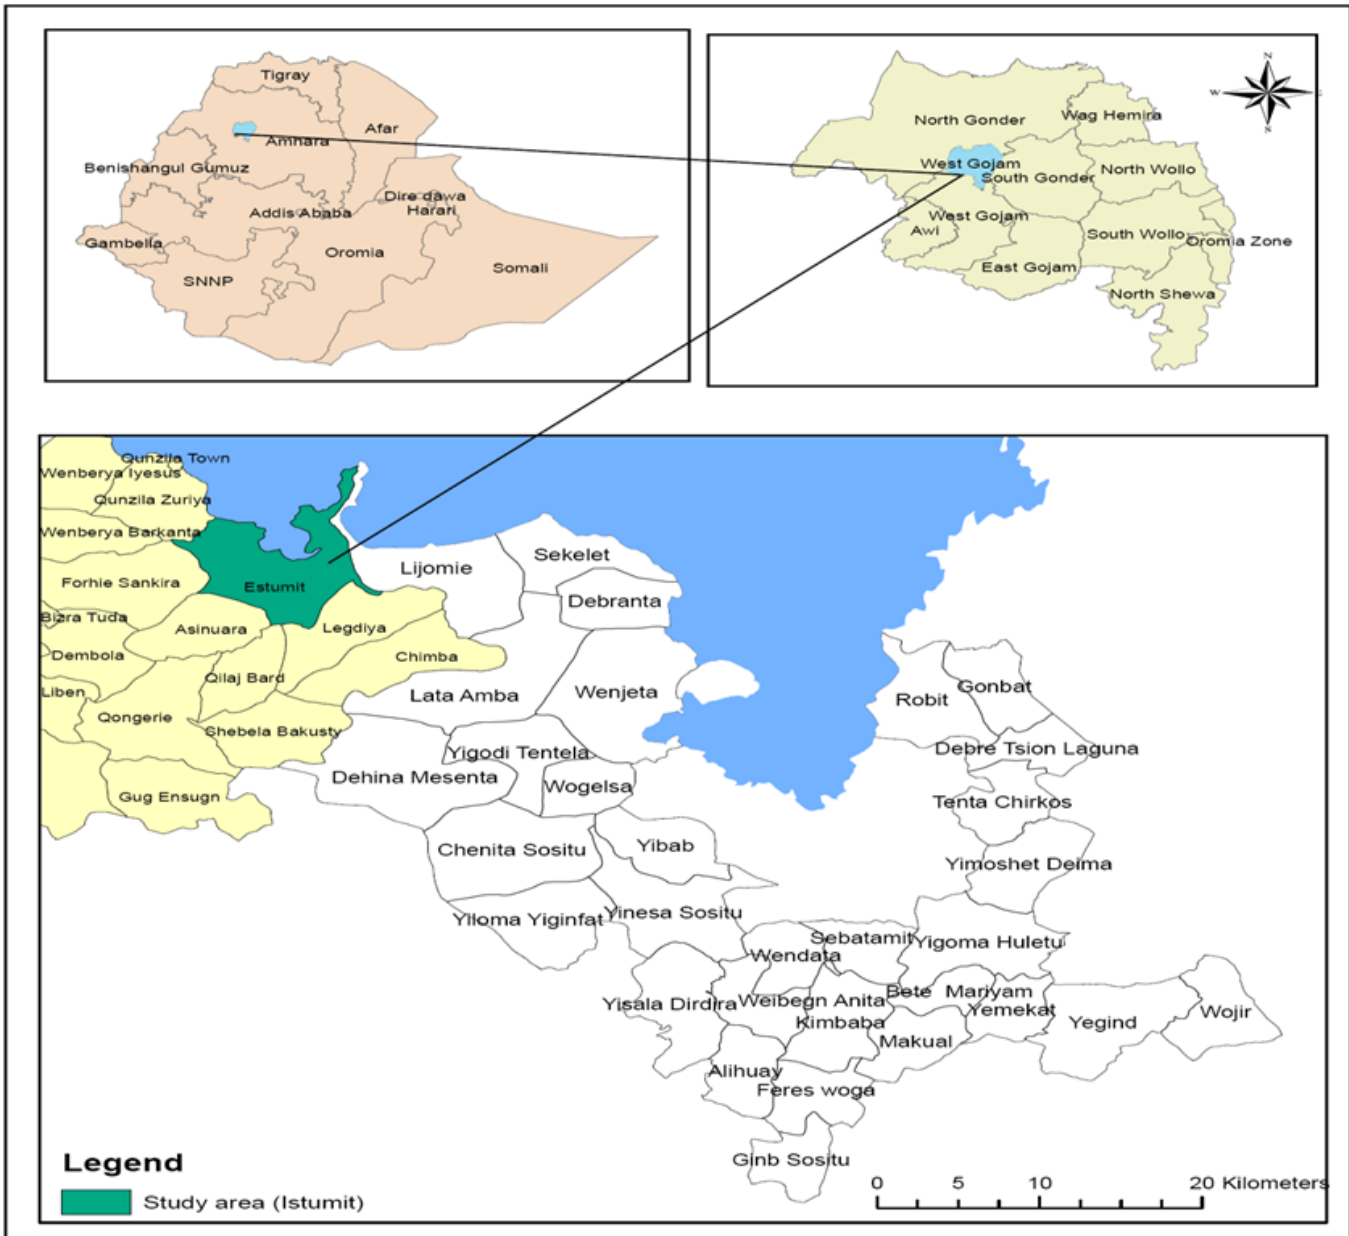 Tigray
Afar
Amhara
Benishangul Gumuz
Dire dawa
Addis Ababa
Harari
Gambella
Oromia
Somali
SNNP
N
W
E
S
North Gonder
Wag Hemira
West Gojam
South Gonder
North Wollo
West Gojam
Awi
South Wollo
Oromia Zone
East Gojam
North Shewa
Qunzila Town
Wenberya Iyesus
Qunzila Zuriya
Wenberya Barkanta
Forhie Sankira
Estumit
Lijomie
Sekelet
Debranta
Bizra Tuda
Asinuara
Legdiya
Dembola
Chimba
Qilaj Bard
Liben
Lata Amba
Wenjeta
Robit
Gonbat
Qongerie
Shebela Bakusty
Yigodi Tentela
Debre Tsion Laguna
Dehina Mesenta
Wogelsa
Gug Ensugn
Tenta Chirkos
Chenita Sositu
Yibab
Yimoshet Deima
Yiloma Yiginfat
Yinesa Sositu
Sebatamit
Yigoma Huletu
Wendata
Yisala Dirdira
Weibegn Anita
Bete Mariyam
Yemekat
Kimbaba
Yegind
Wojir
Makual
Alihuay
Feres woga
Ginb Sositu
Legend
Study area (Istumit)
0 5 10 20 Kilometers